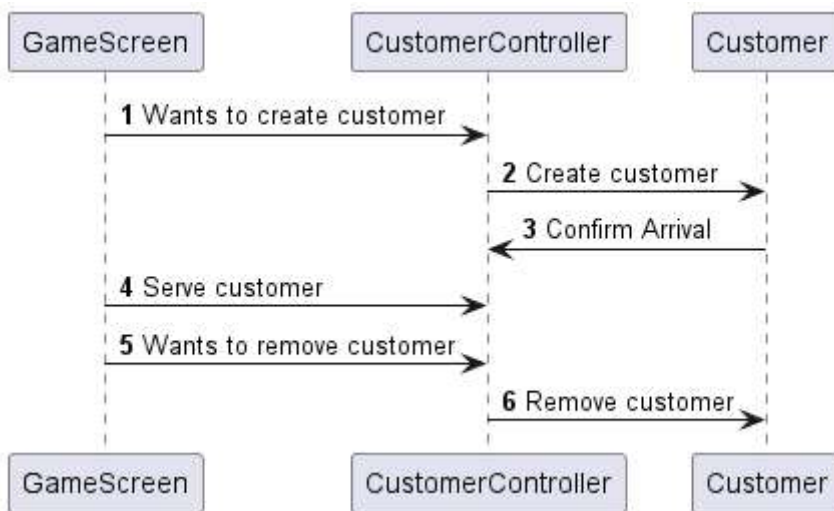 GameScreen CustomerController Customer
1 Wants to create customer
2 Create customer
3 Confirm Arrival
4 Serve customer
5 Wants to remove customer
6 Remove customer
GameScreen CustomerController Customer